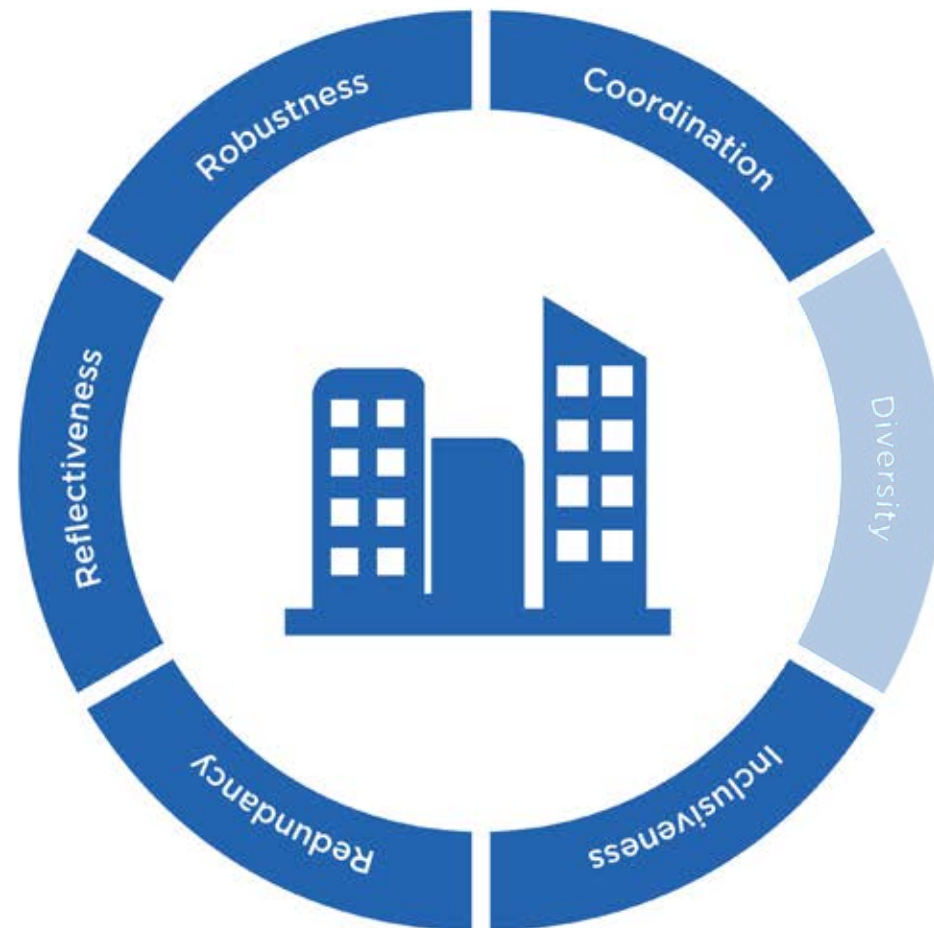 Robustness
Coordination
Diversity
Inclusiveness
Redundancy
Reflectiveness